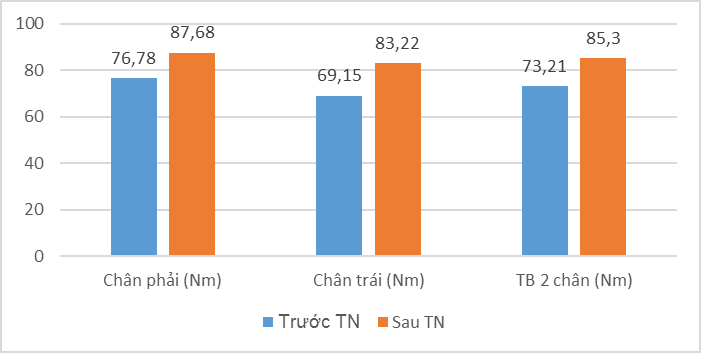 100
80
60
40
20
0
76,78
87,68
69,15
83,22
73,21
85,3
Chân phải (Nm)
Chân trái (Nm)
TB 2 chân (Nm)
Trước TN
Sau TN